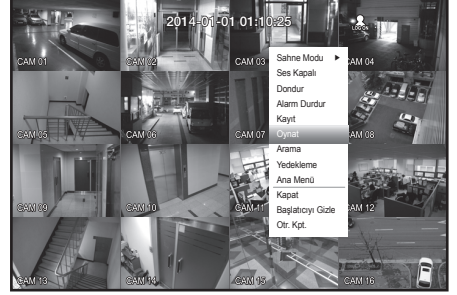 2014-01-01 01:10:25
LOG ON
CAM 01
CAM 02
CAM 03
CAM 04
Sahne Modu
Ses Kapalı
Dondur
Alarm Durdur
Kayıt
Oynat
Arama
Yedekleme
Ana Menü
Kapat
Başlatıcıyı Gizle
Otr. Kpt.
CAM 05
CAM 06
CAM 07
CAM 08
CAM 09
CAM 10
CAM 11
CAM 12
CAM 13
CAM 14
CAM 15
CAM 16